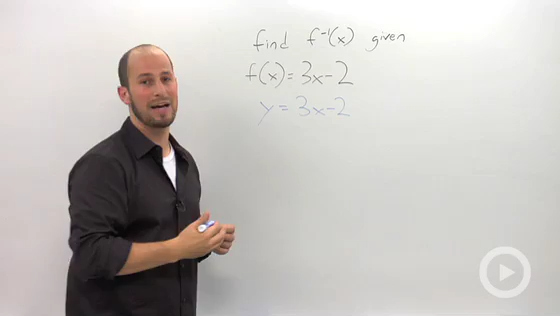 find f⁻¹(x) given
f(x) = 3x-2
y = 3x-2